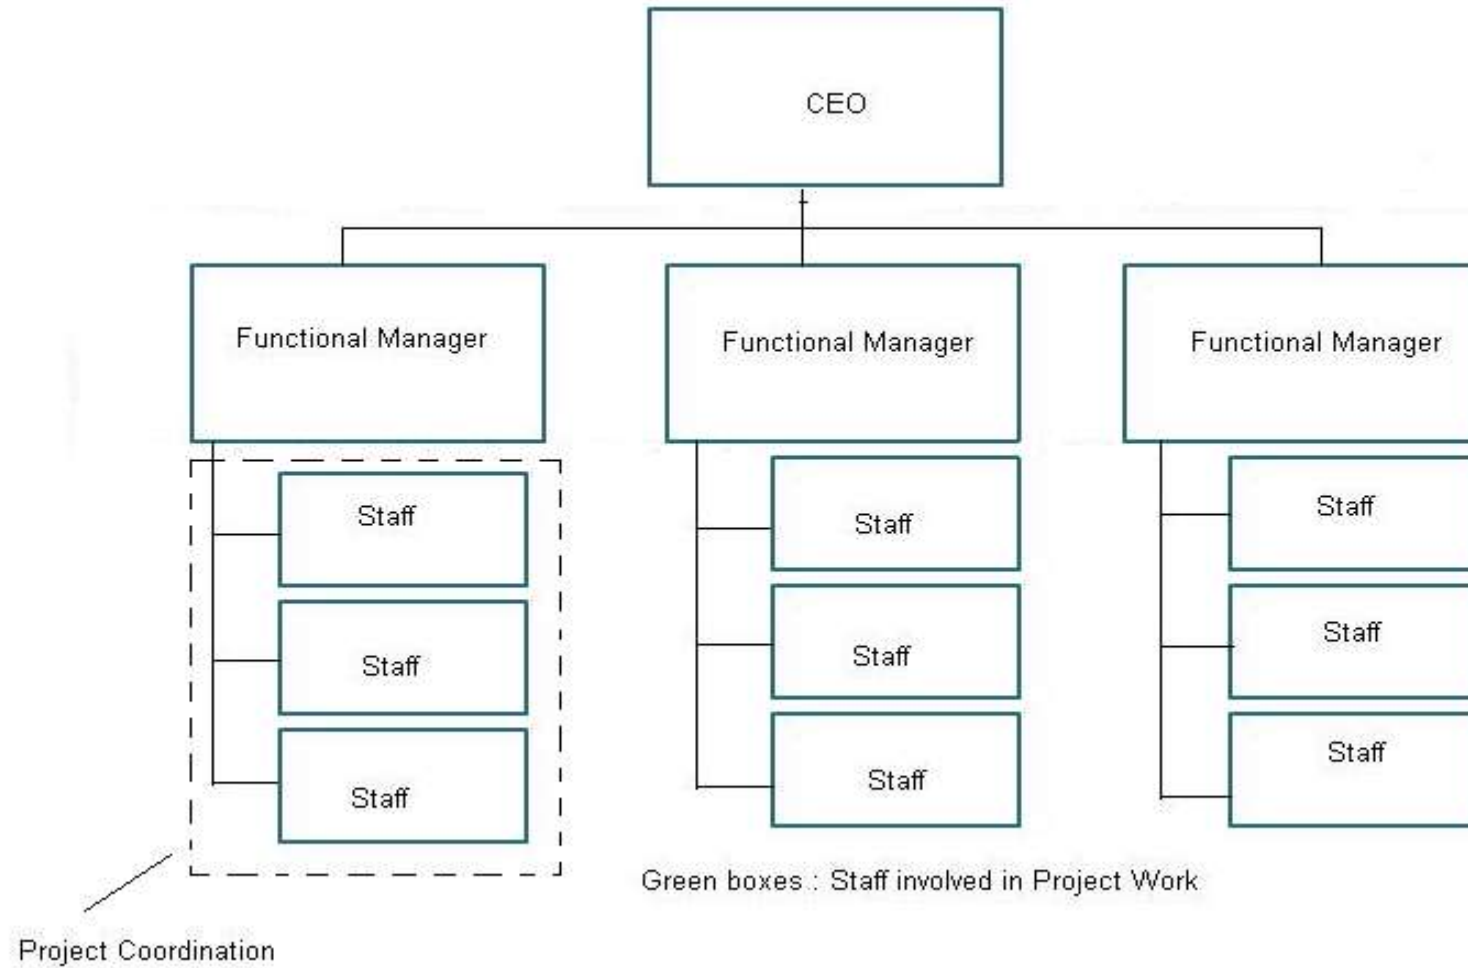 CEO
Functional Manager
Functional Manager
Functional Manager
Staff
Staff
Staff
Staff
Staff
Staff
Staff
Staff
Staff
Green boxes : Staff involved in Project Work
Project Coordination